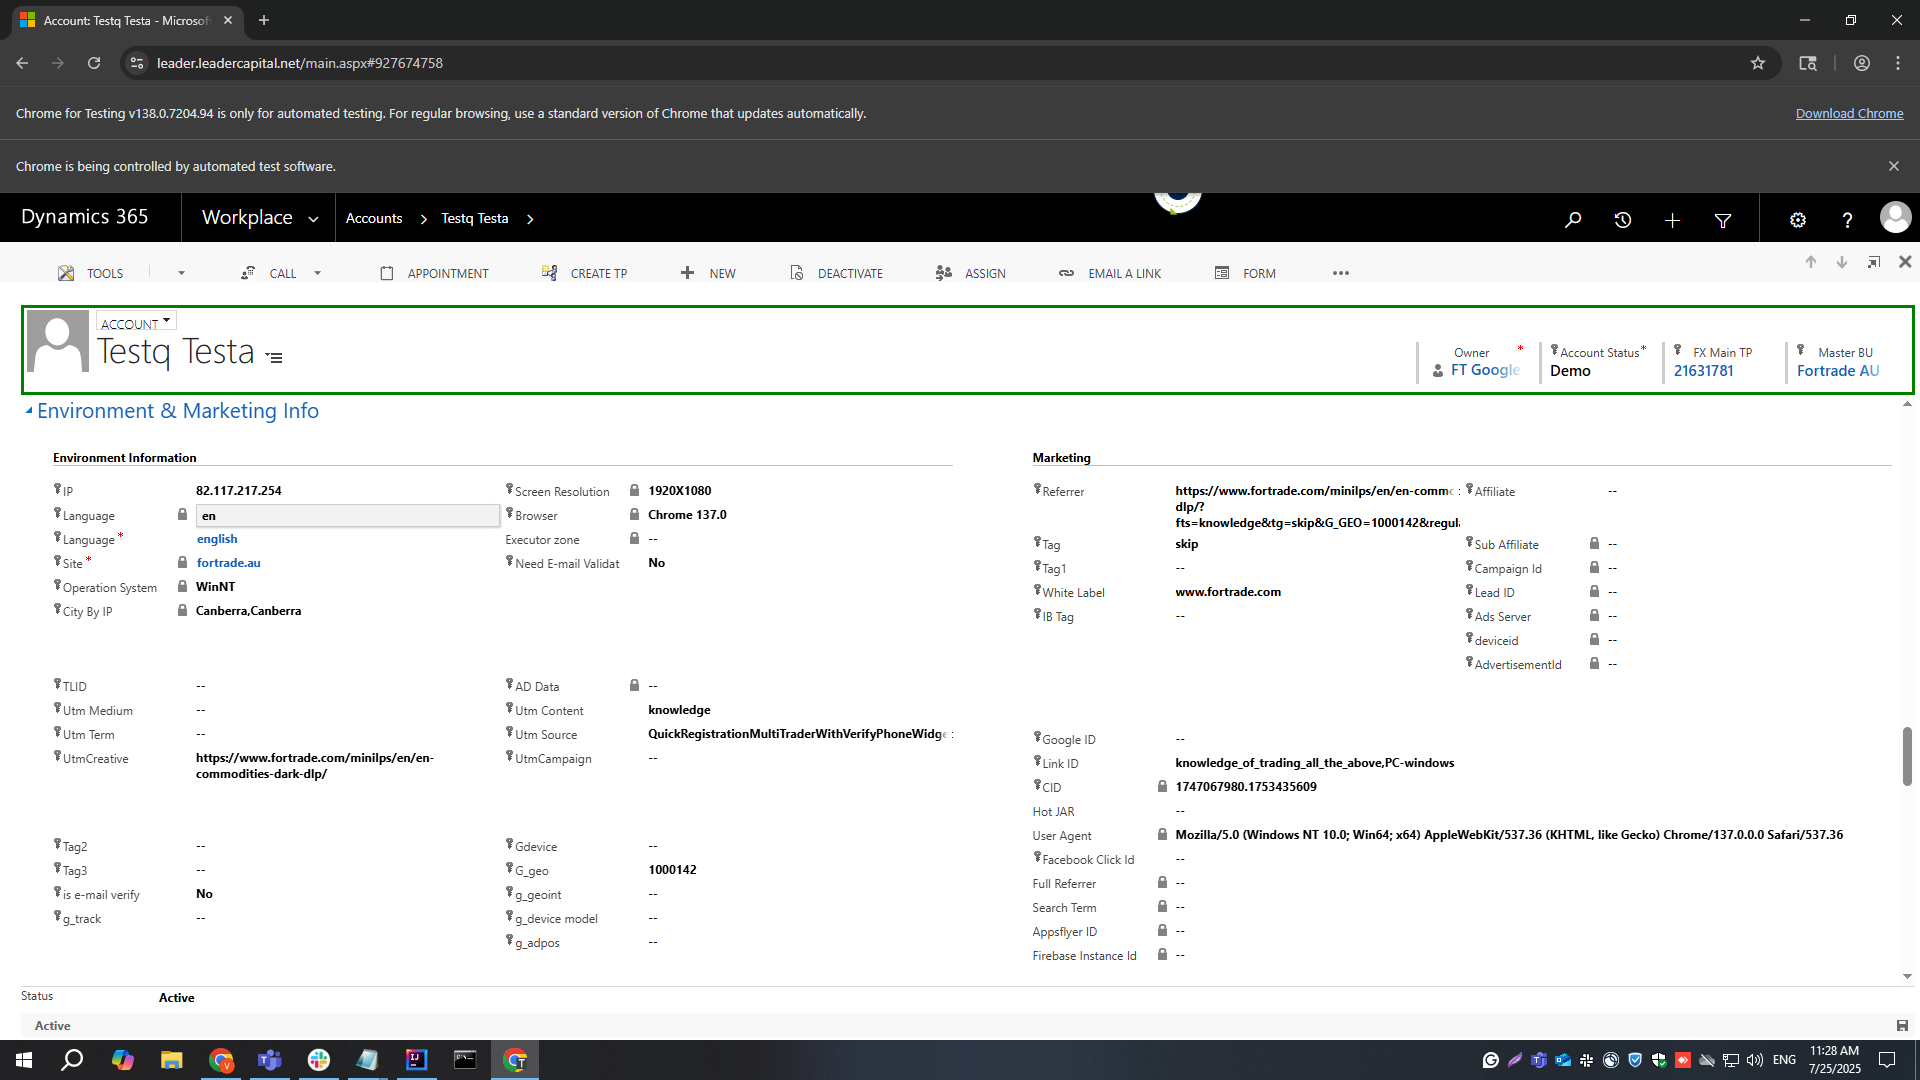 Account: Testq Testa - Microsof
leader.leadercapital.net/main.aspx#927674758
Chrome for Testing v138.0.7204.94 is only for automated testing. For regular browsing, use a standard version of Chrome that updates automatically.
Download Chrome
Chrome is being controlled by automated test software.
Dynamics 365
Workplace
Accounts
Testq Testa
TOOLS
CALL
APPOINTMENT
CREATE TP
NEW
DEACTIVATE
ASSIGN
EMAIL A LINK
FORM
ACCOUNT
Testq Testa
Owner *
FT Google
Account Status*
Demo
FX Main TP
21631781
Master BU
Fortrade AU
Environment & Marketing Info
Environment Information
IP 82.117.217.254
Language en
Language * english
Site * fortrade.au
Operation System WinNT
City By IP Canberra,Canberra
Screen Resolution 1920X1080
Browser Chrome 137.0
Executor zone --
Need E-mail Validat No
TLID --
Utm Medium --
Utm Term --
UtmCreative https://www.fortrade.com/minilps/en/en-
commodities-dark-dlp/
AD Data --
Utm Content knowledge
Utm Source QuickRegistrationMultiTraderWithVerifyPhoneWidge
UtmCampaign --
Tag2 --
Tag3 --
is e-mail verify No
g_track --
Gdevice --
G_geo 1000142
g_geoint --
g_device model --
g_adpos --
Marketing
Referrer https://www.fortrade.com/minilps/en/en-commo
dlp/?
fts=knowledge&tg=skip&G_GEO=1000142&regula
Tag skip
Tag1 --
White Label www.fortrade.com
IB Tag --
Affiliate --
Sub Affiliate --
Campaign Id --
Lead ID --
Ads Server --
deviceid --
AdvertisementId --
Google ID --
Link ID knowledge_of_trading_all_the_above,PC-windows
CID 1747067980.1753435609
Hot JAR --
User Agent Mozilla/5.0 (Windows NT 10.0; Win64; x64) AppleWebKit/537.36 (KHTML, like Gecko) Chrome/137.0.0.0 Safari/537.36
Facebook Click Id --
Full Referrer --
Search Term --
Appsflyer ID --
Firebase Instance Id --
Status Active
Active
ENG
11:28 AM
7/25/2025